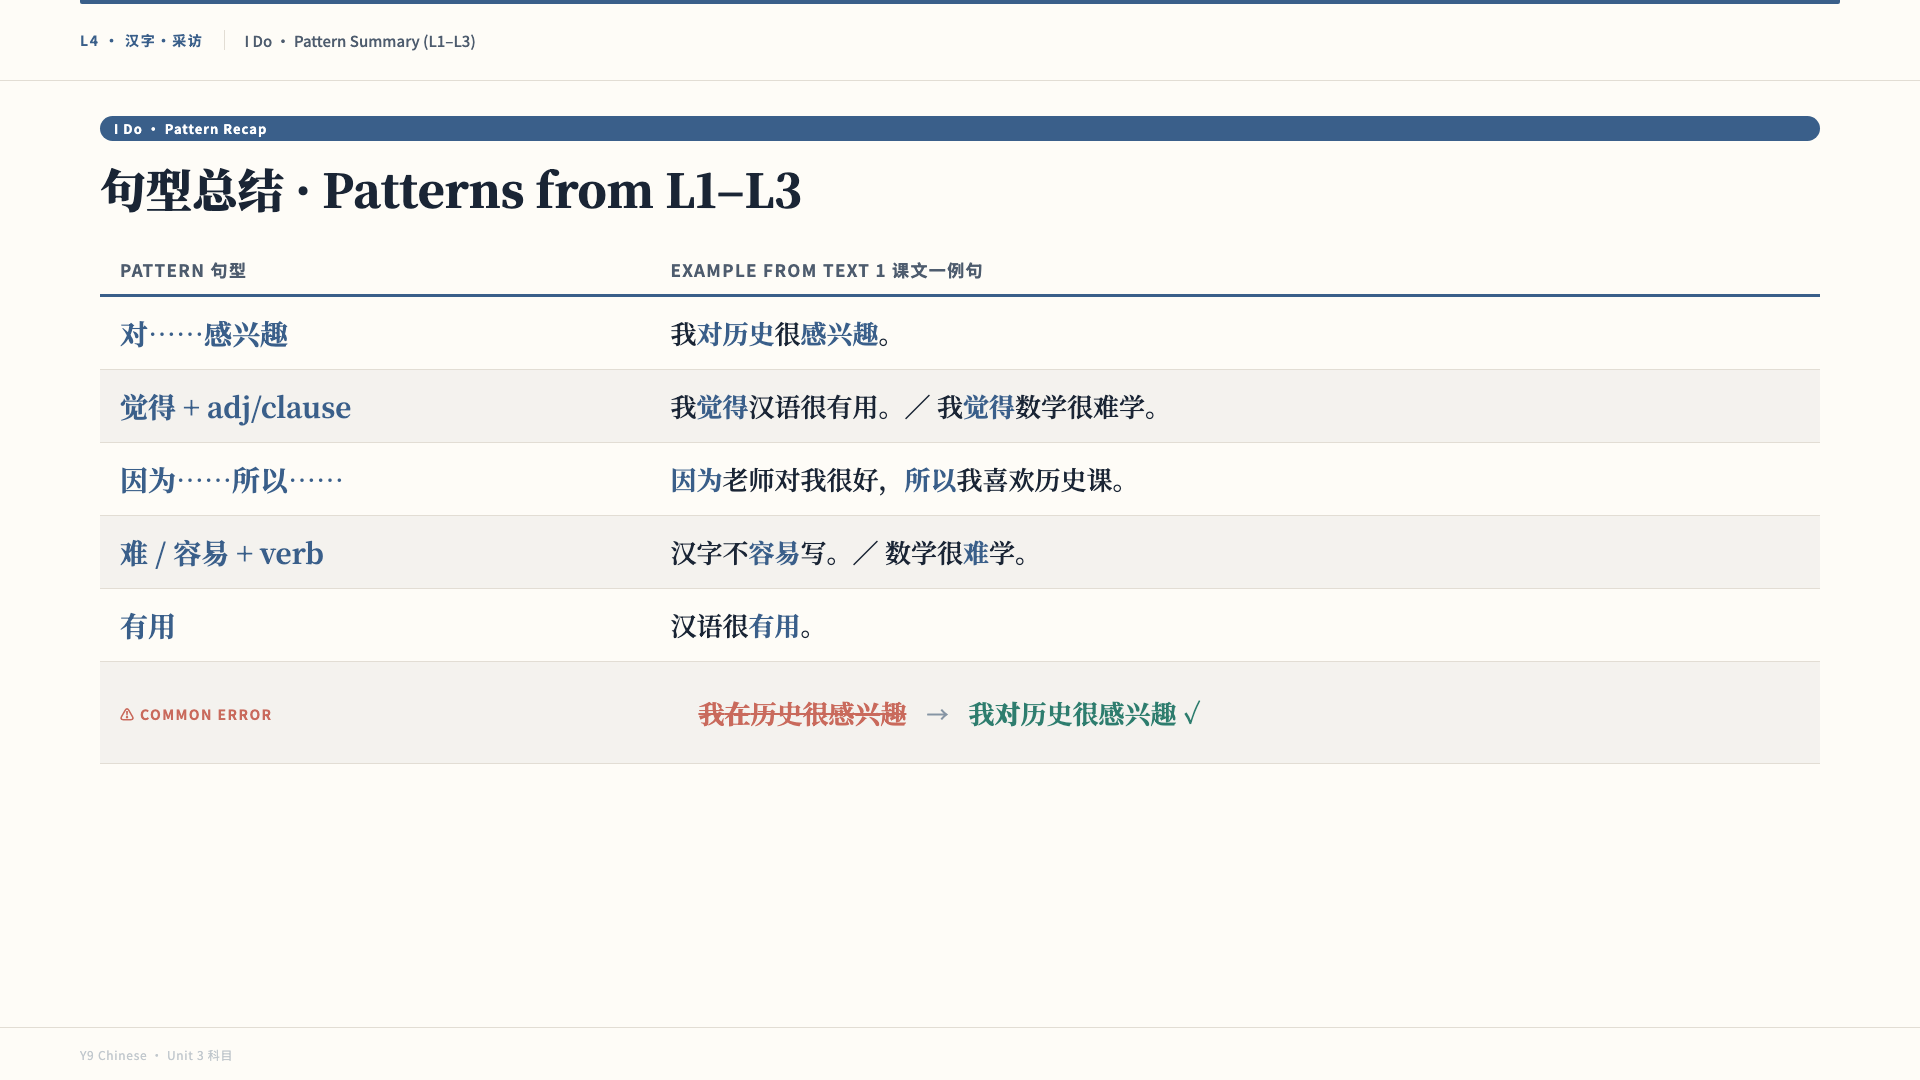 L4 · 汉字·采访 I Do · Pattern Summary (L1–L3)
I Do · Pattern Recap
句型总结 · Patterns from L1–L3
PATTERN 句型 EXAMPLE FROM TEXT 1 课文一例句
对……感兴趣 我对历史很感兴趣。
觉得 + adj/clause 我觉得汉语很有用。／ 我觉得数学很难学。
因为……所以…… 因为老师对我很好，所以我喜欢历史课。
难 / 容易 + verb 汉字不容易写。／ 数学很难学。
有用 汉语很有用。
⚠ COMMON ERROR 我在历史很感兴趣 → 我对历史很感兴趣 ✓
Y9 Chinese · Unit 3 科目